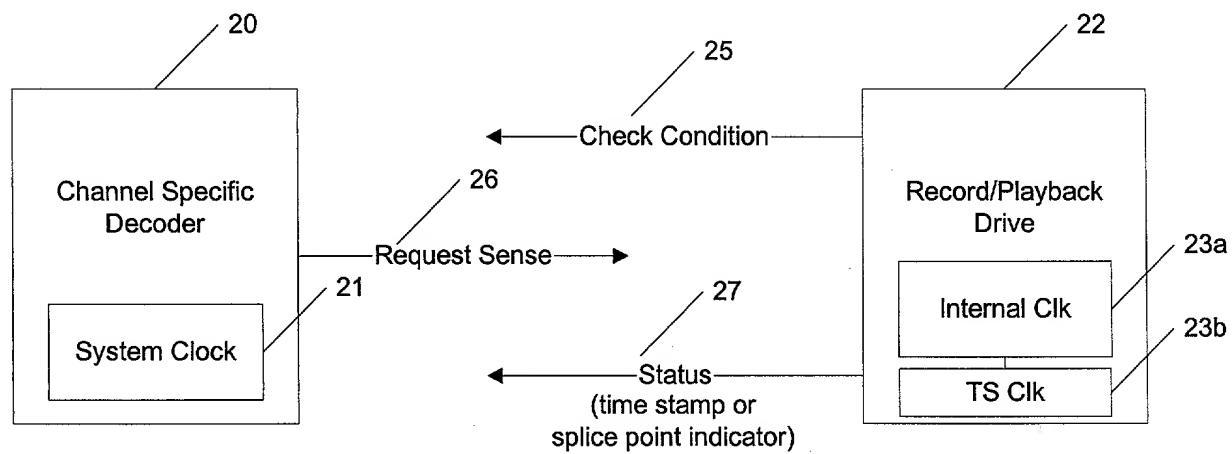 20
25
22
Check Condition
Channel Specific
Decoder
26
Record/Playback
Drive
Request Sense
23a
21
27
Internal Clk
23b
System Clock
Status
(time stamp or
splice point indicator)
TS Clk